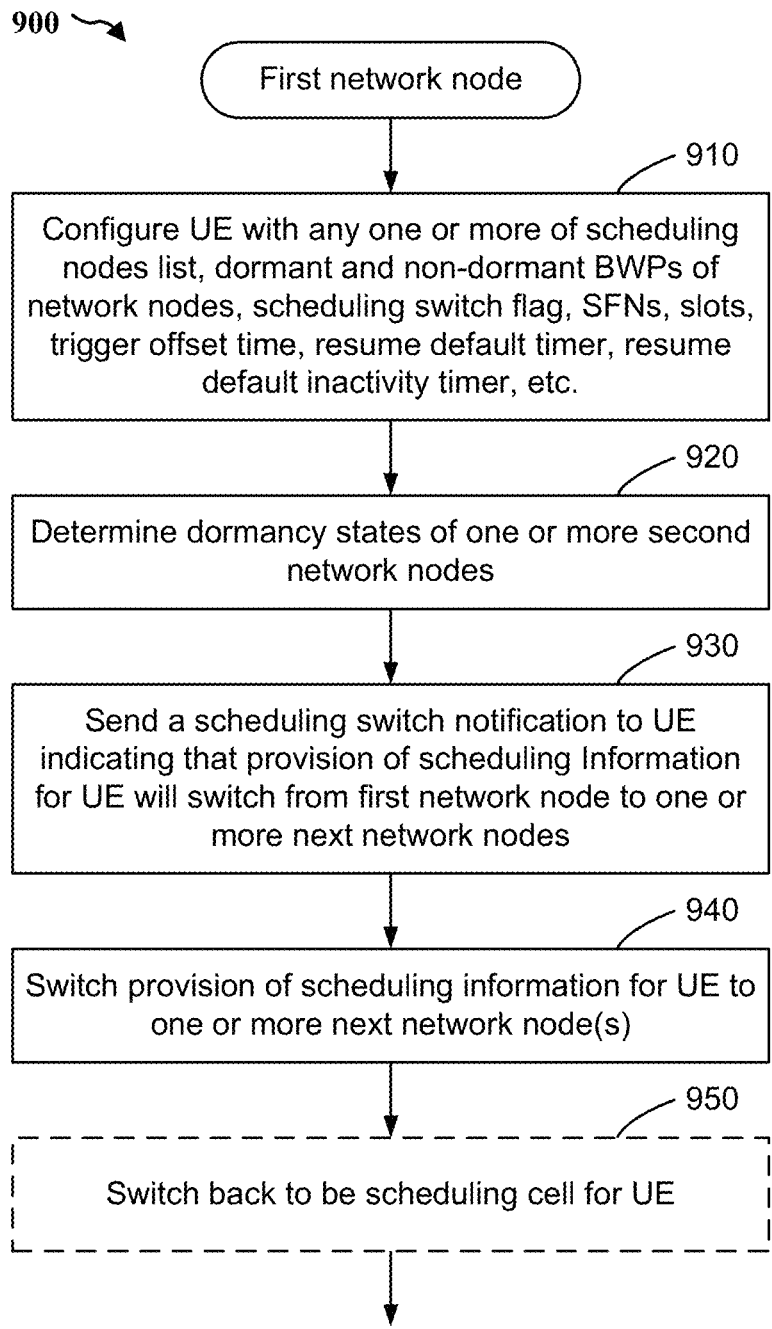 900
First network node
910
Configure UE with any one or more of scheduling
nodes list, dormant and non-dormant BWPs of
network nodes, scheduling switch flag, SFNs, slots,
trigger offset time, resume default timer, resume
default inactivity timer, etc.
920
Determine dormancy states of one or more second
network nodes
930
Send a scheduling switch notification to UE
indicating that provision of scheduling Information
for UE will switch from first network node to one or
more next network nodes
940
Switch provision of scheduling information for UE to
one or more next network node(s)
950
Switch back to be scheduling cell for UE